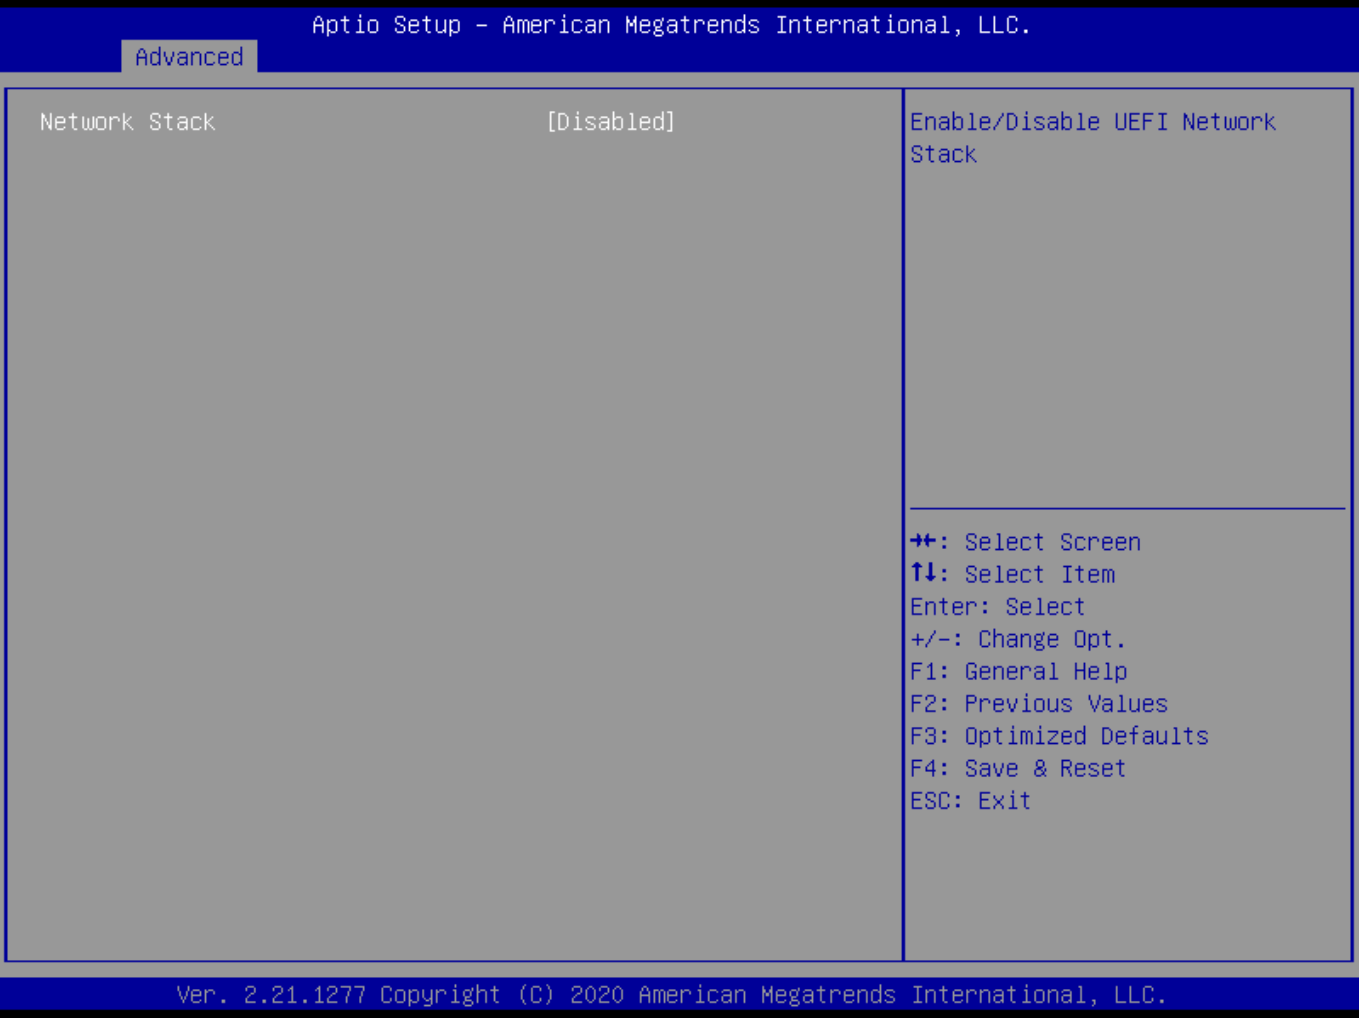 Aptio Setup – American Megatrends International, LLC.
Advanced
Network Stack [Disabled]
Enable/Disable UEFI Network
Stack
→←: Select Screen
↑↓: Select Item
Enter: Select
+/-: Change Opt.
F1: General Help
F2: Previous Values
F3: Optimized Defaults
F4: Save & Reset
ESC: Exit
Ver. 2.21.1277 Copyright (C) 2020 American Megatrends International, LLC.